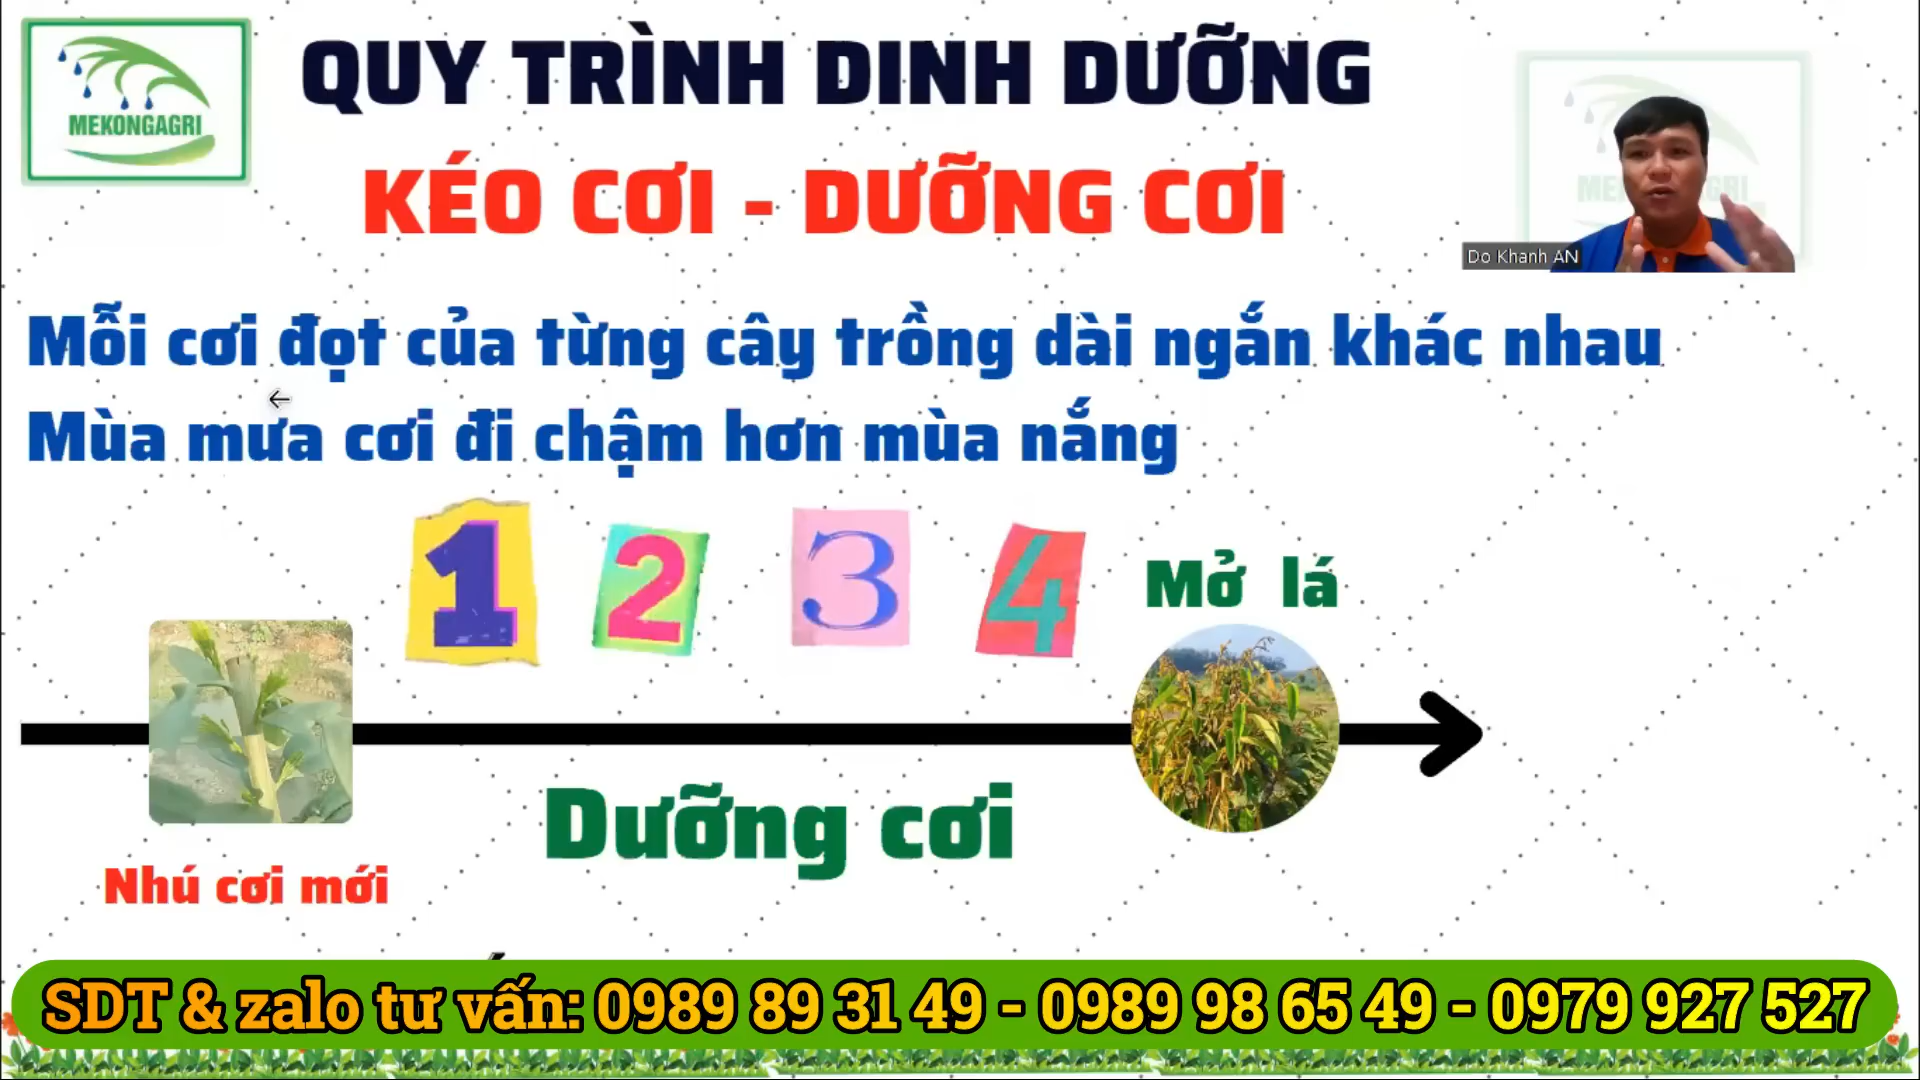 MEKONGAGRI
QUY TRÌNH DINH DƯỠNG
KÉO CƠI - DƯỠNG CƠI
Do Khanh AN
Mỗi cơi đọt của từng cây trồng dài ngắn khác nhau
Mùa mưa cơi đi chậm hơn mùa nắng
1 2 3 4
Mở lá
Dưỡng cơi
Nhú cơi mới
SDT & zalo tư vấn: 0989 89 31 49 - 0989 98 65 49 - 0979 927 527